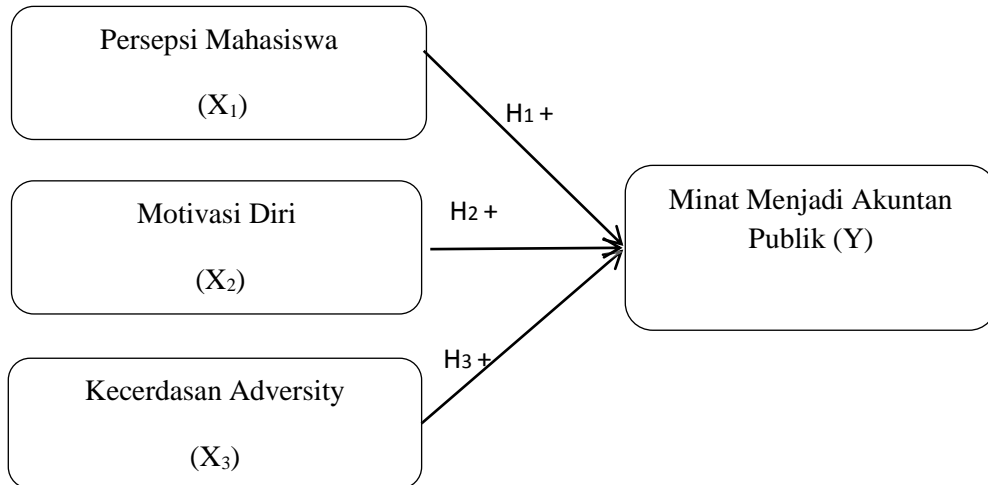 Persepsi Mahasiswa
(X₁)
H1 +
Motivasi Diri
(X₂)
H2 +
Minat Menjadi Akuntan
Publik (Y)
H3 +
Kecerdasan Adversity
(X₃)